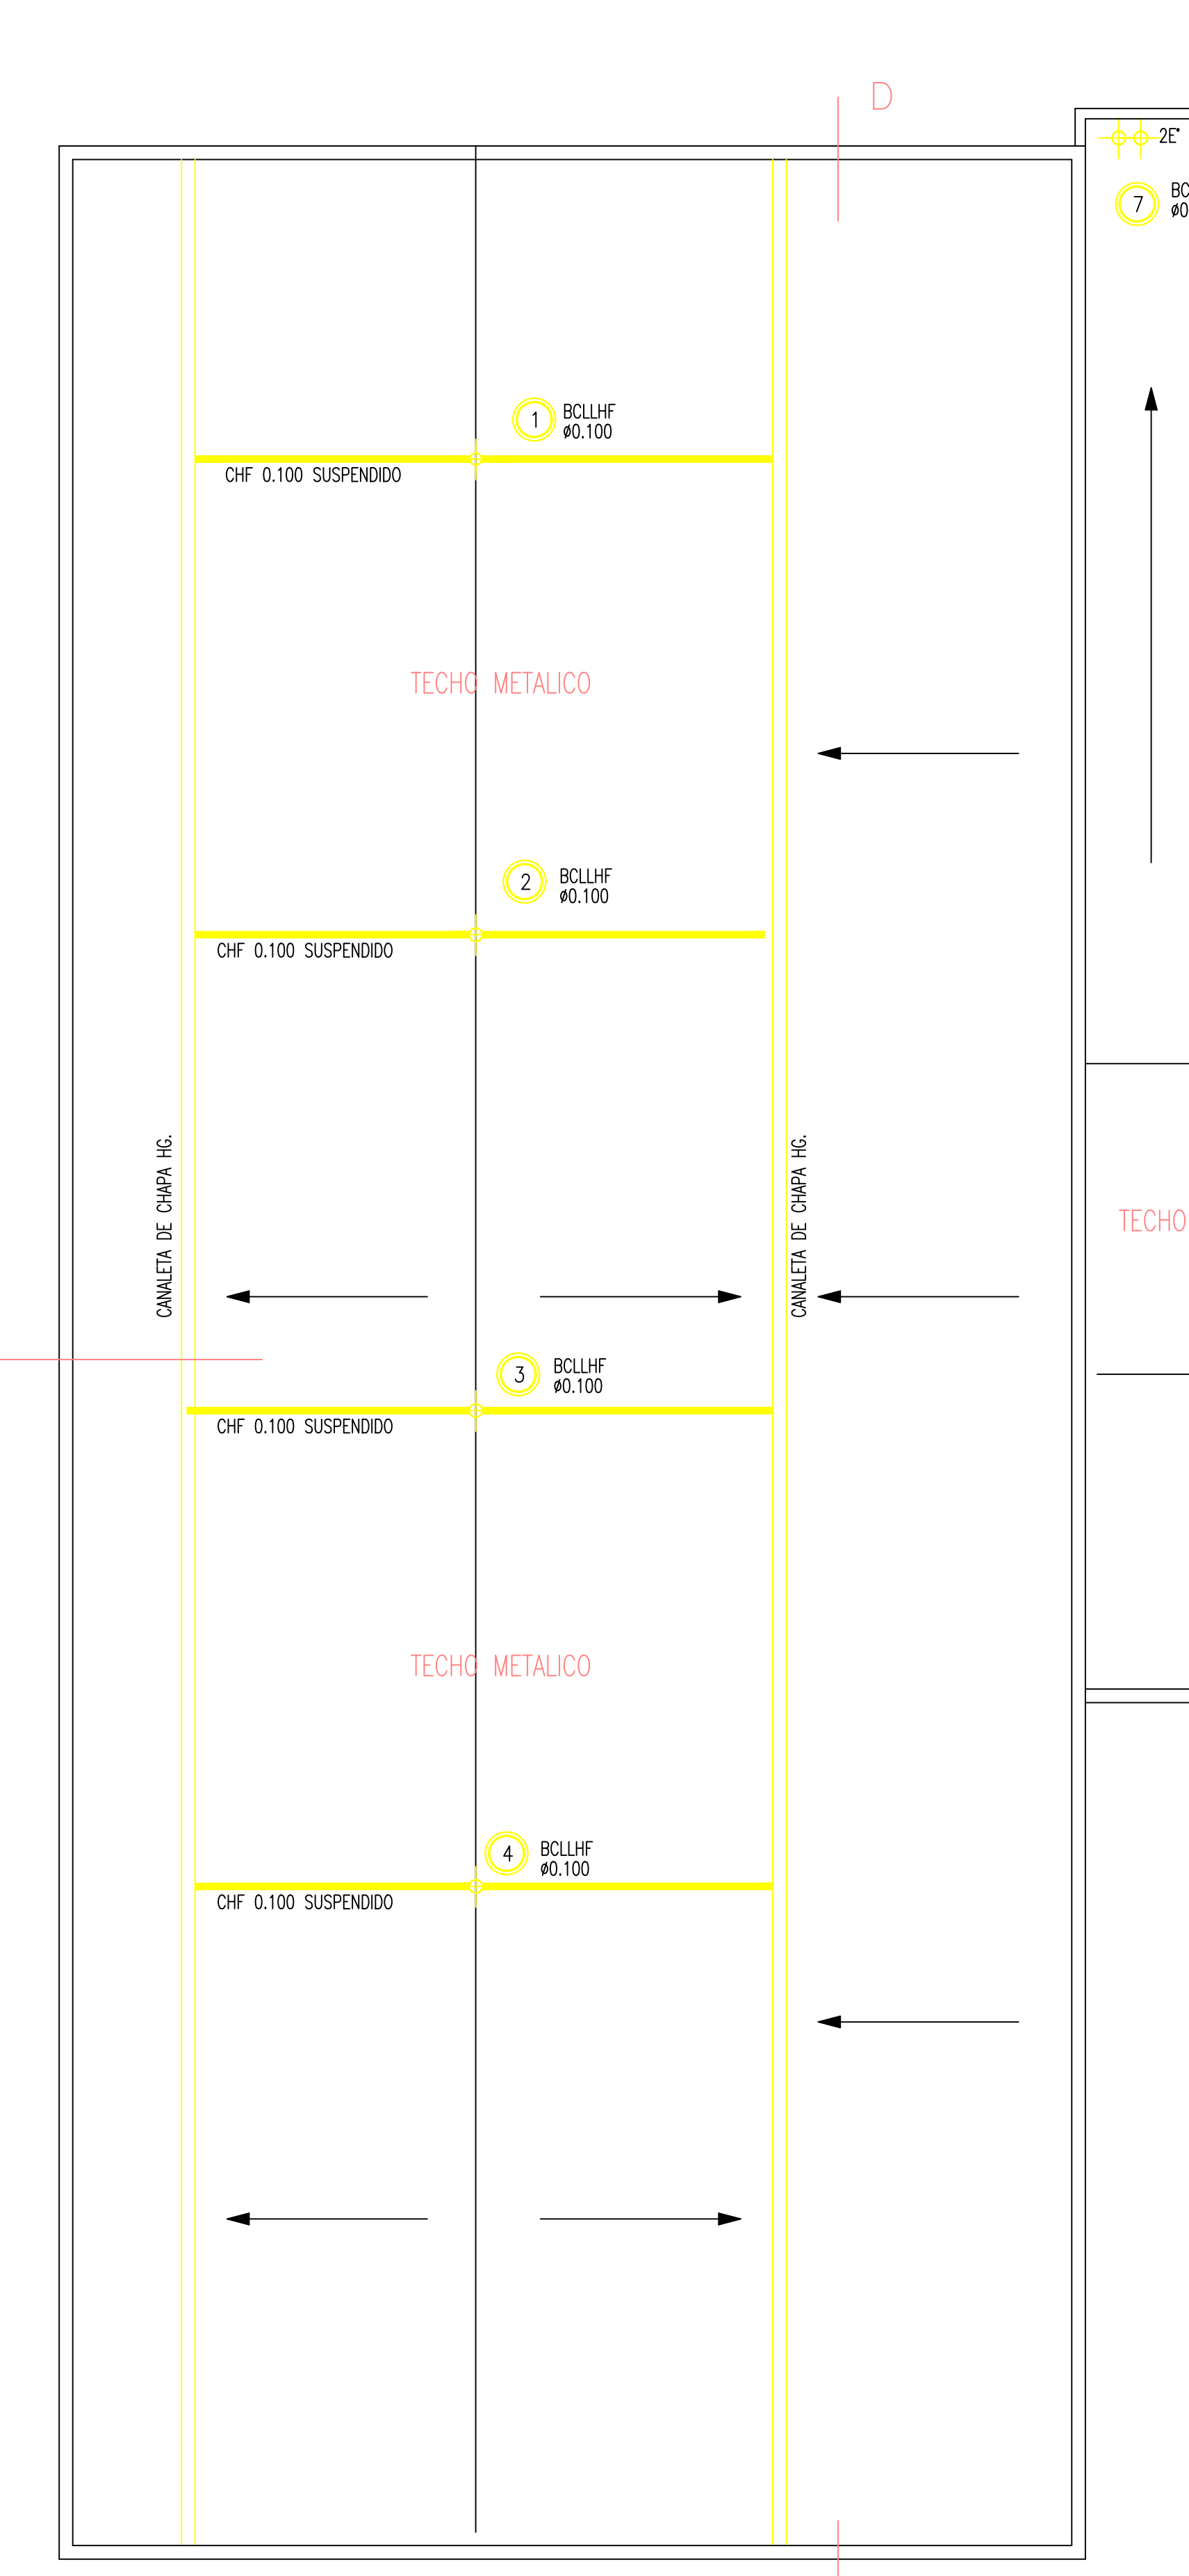 D
2E°
7
BC
ø0
1
BCLLHF
ø0.100
CHF 0.100 SUSPENDIDO
TECHO METALICO
2
BCLLHF
ø0.100
CHF 0.100 SUSPENDIDO
CANALETA DE CHAPA HG.
CANALETA DE CHAPA HG.
TECHO
3
BCLLHF
ø0.100
CHF 0.100 SUSPENDIDO
TECHO METALICO
4
BCLLHF
ø0.100
CHF 0.100 SUSPENDIDO